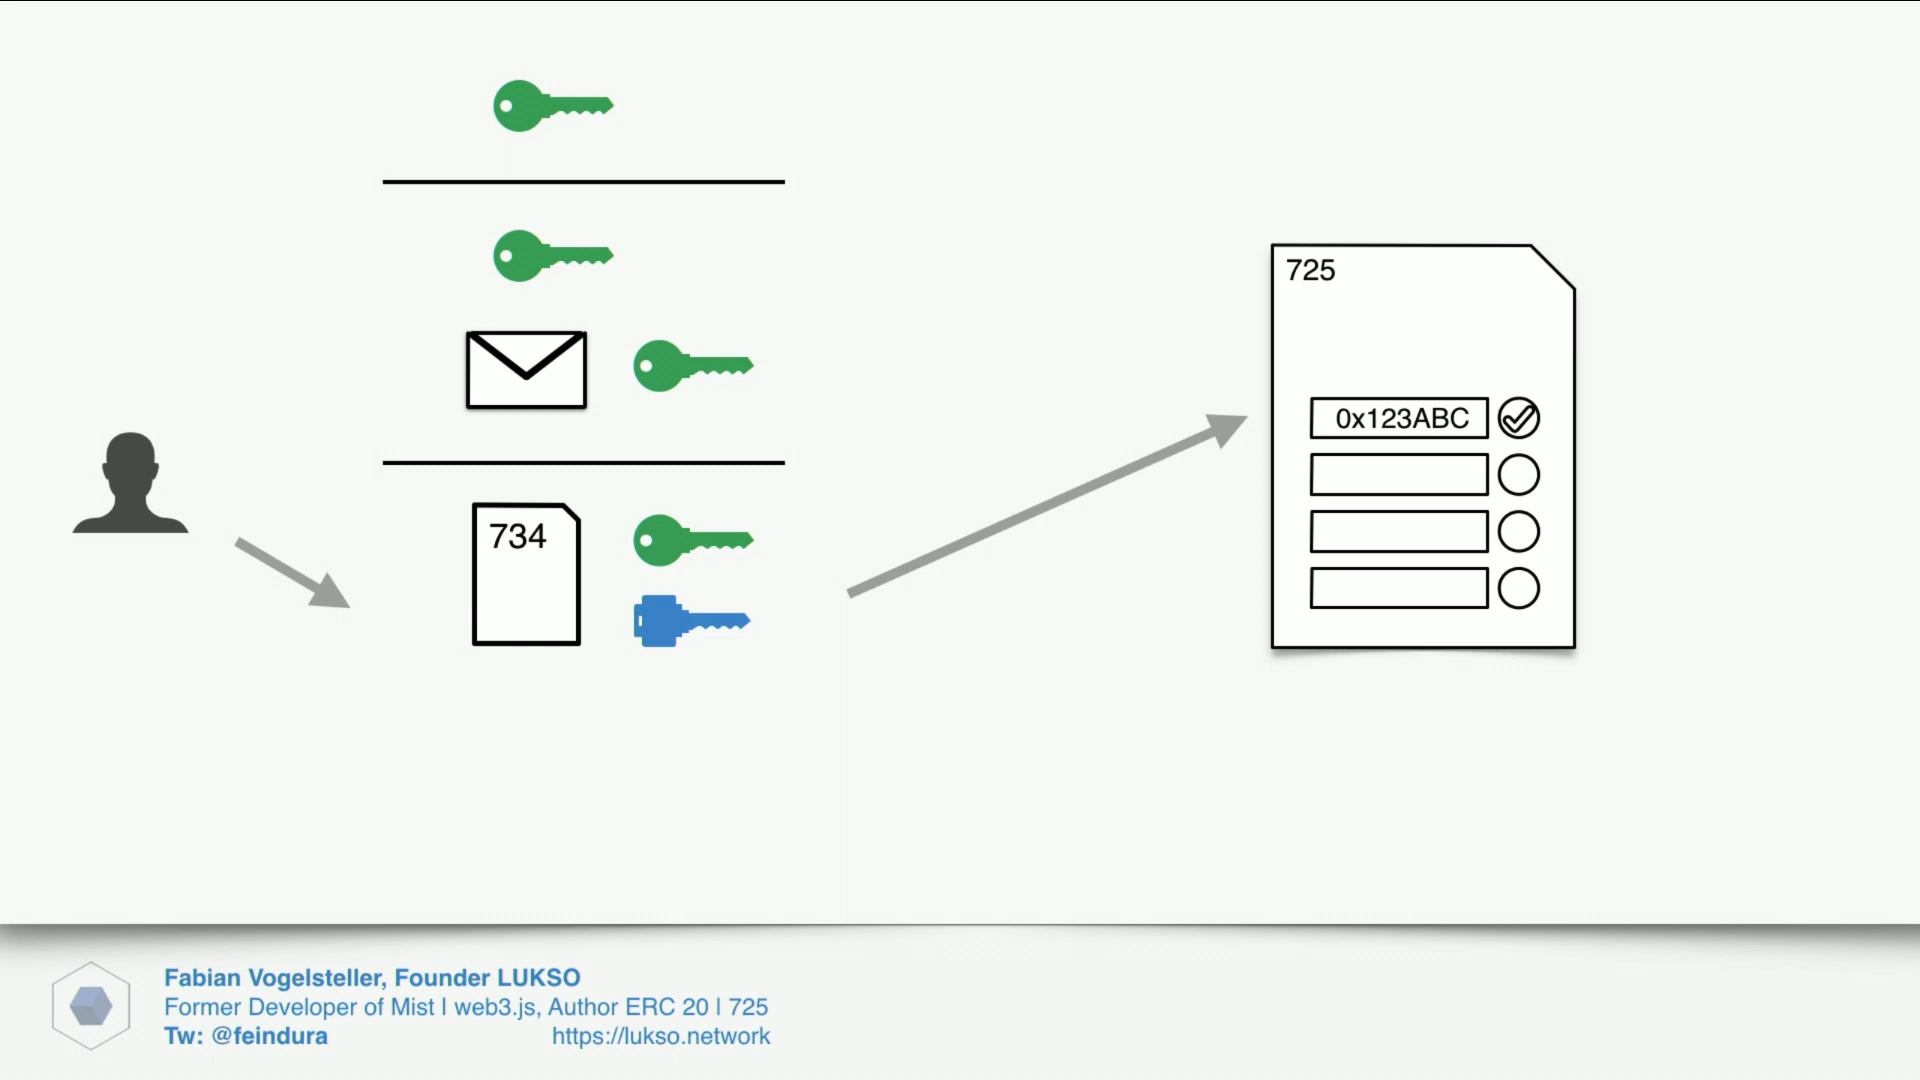 725
0x123ABC
734
Fabian Vogelsteller, Founder LUKSO
Former Developer of Mist | web3.js, Author ERC 20 | 725
Tw: @feindura https://lukso.network